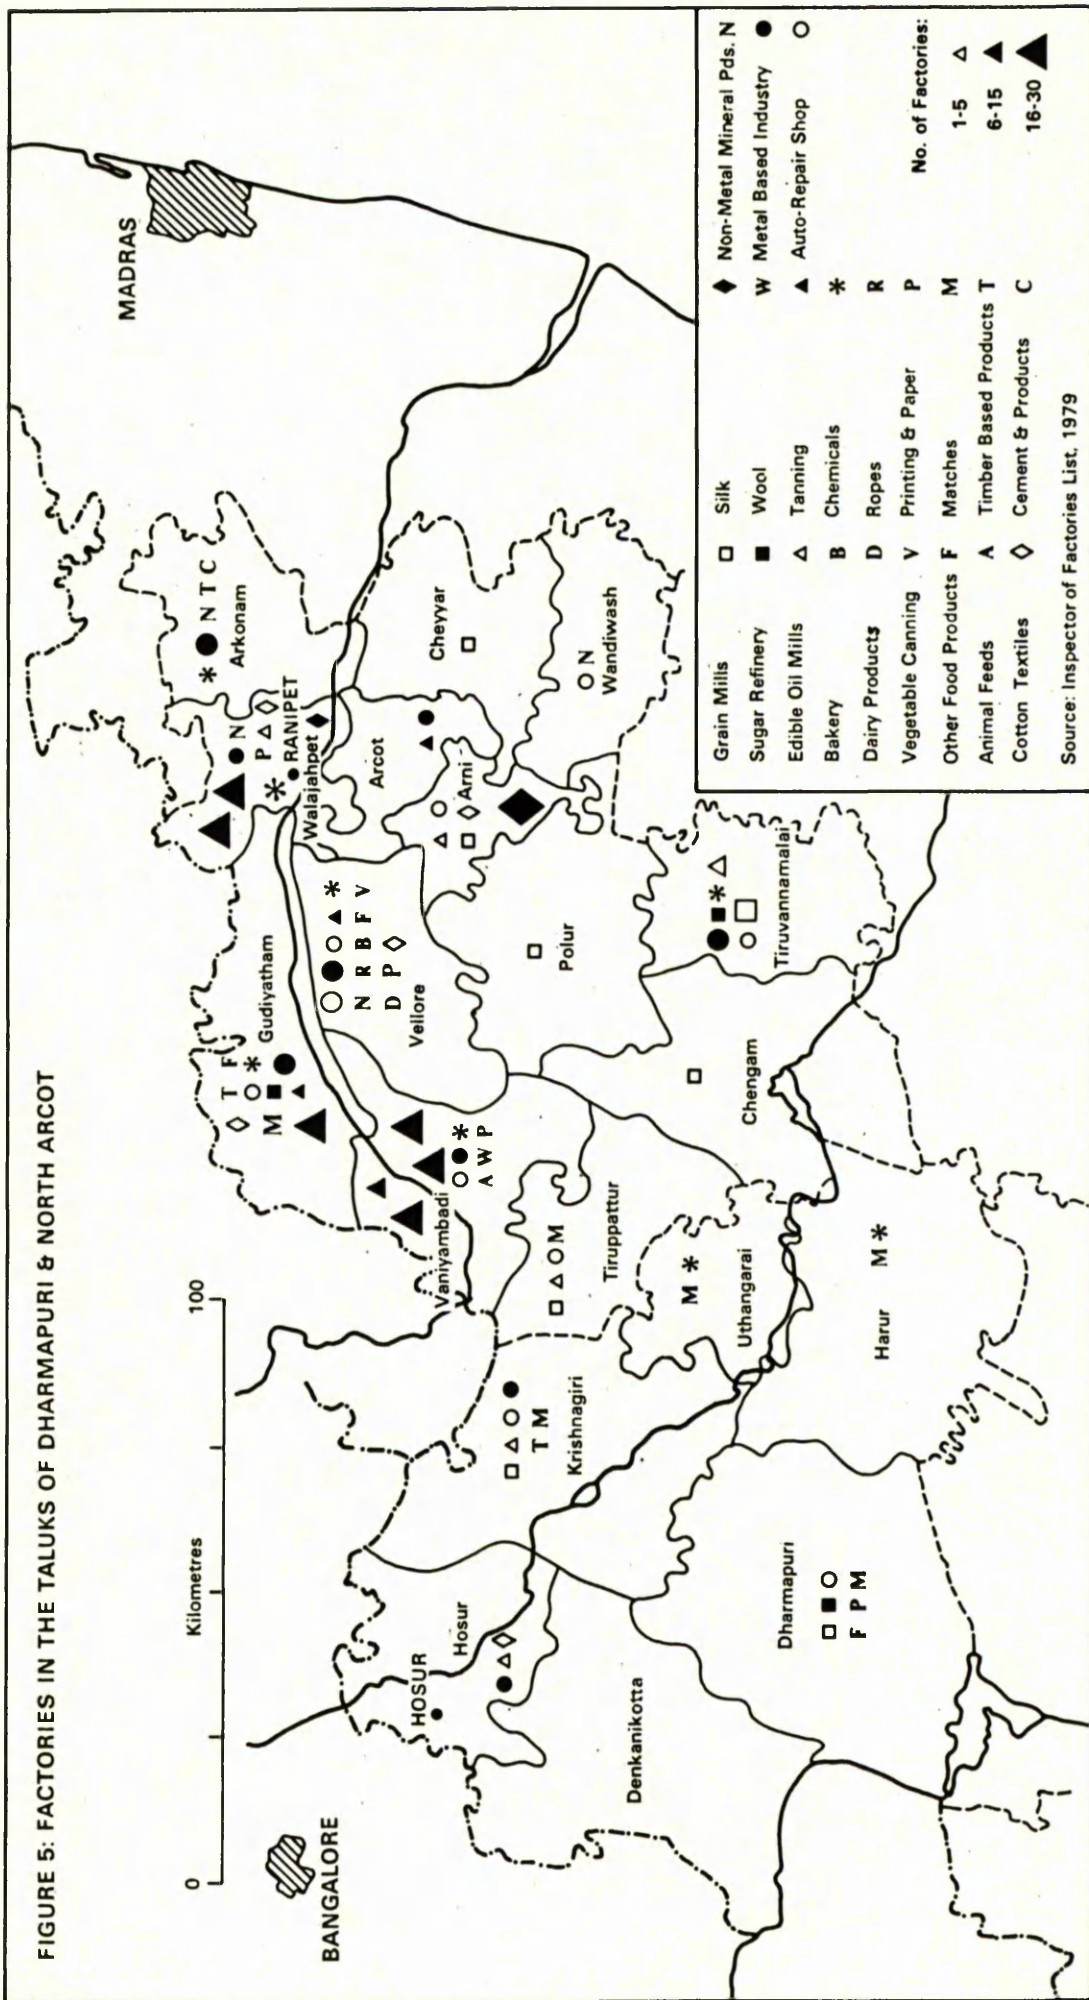 FIGURE 5: FACTORIES IN THE TALUKS OF DHARMAPURI & NORTH ARCOT
0 Kilometres 100
BANGALORE
MADRAS
HOSUR
Hosur
Denkanikotta
Dharmapuri
F P M
Krishnagiri
T M
Harur
M *
Uthangarai
M *
Tiruppattur
M
Vaniyambadi
*
A W P
Gudiyatham
T F
*
M
Vellore
*
N R B F V
D P
Chengam
Polur
Tiruvannamalai
*
Walajahpet
RANIPET
* P
N
Arkonam
* N T C
Arcot
Arni
Cheyyar
Wandiwash
N
Grain Mills
Sugar Refinery
Edible Oil Mills
Bakery B
Dairy Products D
Vegetable Canning V
Other Food Products F
Animal Feeds A
Cotton Textiles
Silk
Wool W
Tanning
Chemicals *
Ropes R
Printing & Paper P
Matches M
Timber Based Products T
Cement & Products C
Non-Metal Mineral Pds. N
Metal Based Industry
Auto-Repair Shop
No. of Factories:
1-5
6-15
16-30
Source: Inspector of Factories List, 1979